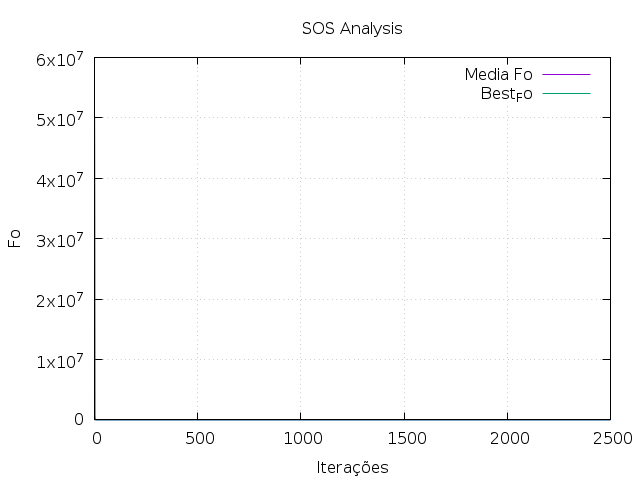 SOS Analysis
6x10⁷
5x10⁷
4x10⁷
3x10⁷
2x10⁷
1x10⁷
0
Fo
Media Fo
Best_Fo
0 500 1000 1500 2000 2500
Iterações